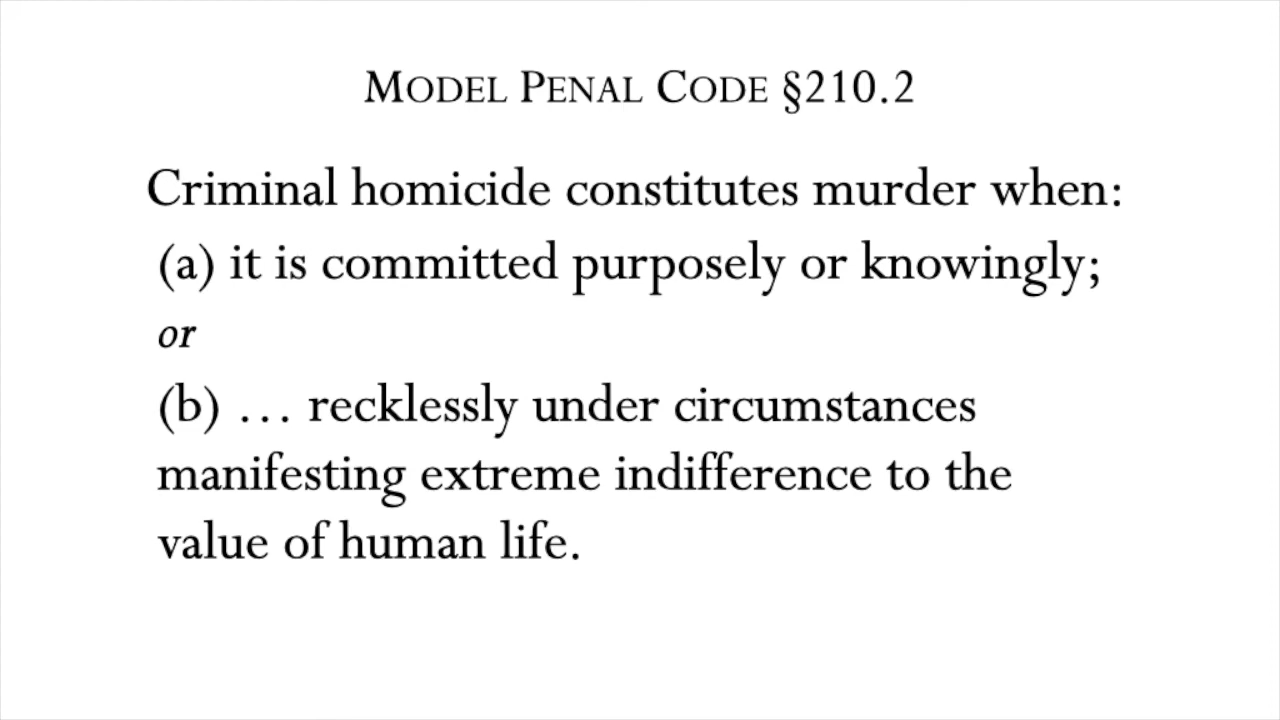 MODEL PENAL CODE §210.2
Criminal homicide constitutes murder when:
(a) it is committed purposely or knowingly;
or
(b) … recklessly under circumstances
manifesting extreme indifference to the
value of human life.